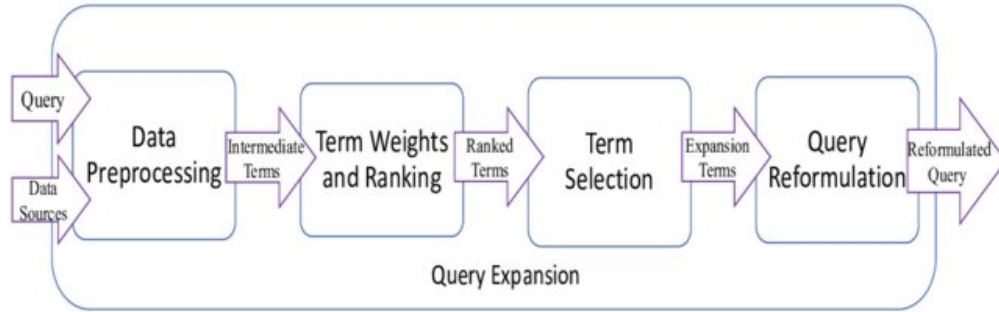 Query
Data
Sources
Data
Preprocessing
Intermediate
Terms
Term Weights
and Ranking
Ranked
Terms
Term
Selection
Expansion
Terms
Query
Reformulation
Reformulated
Query
Query Expansion